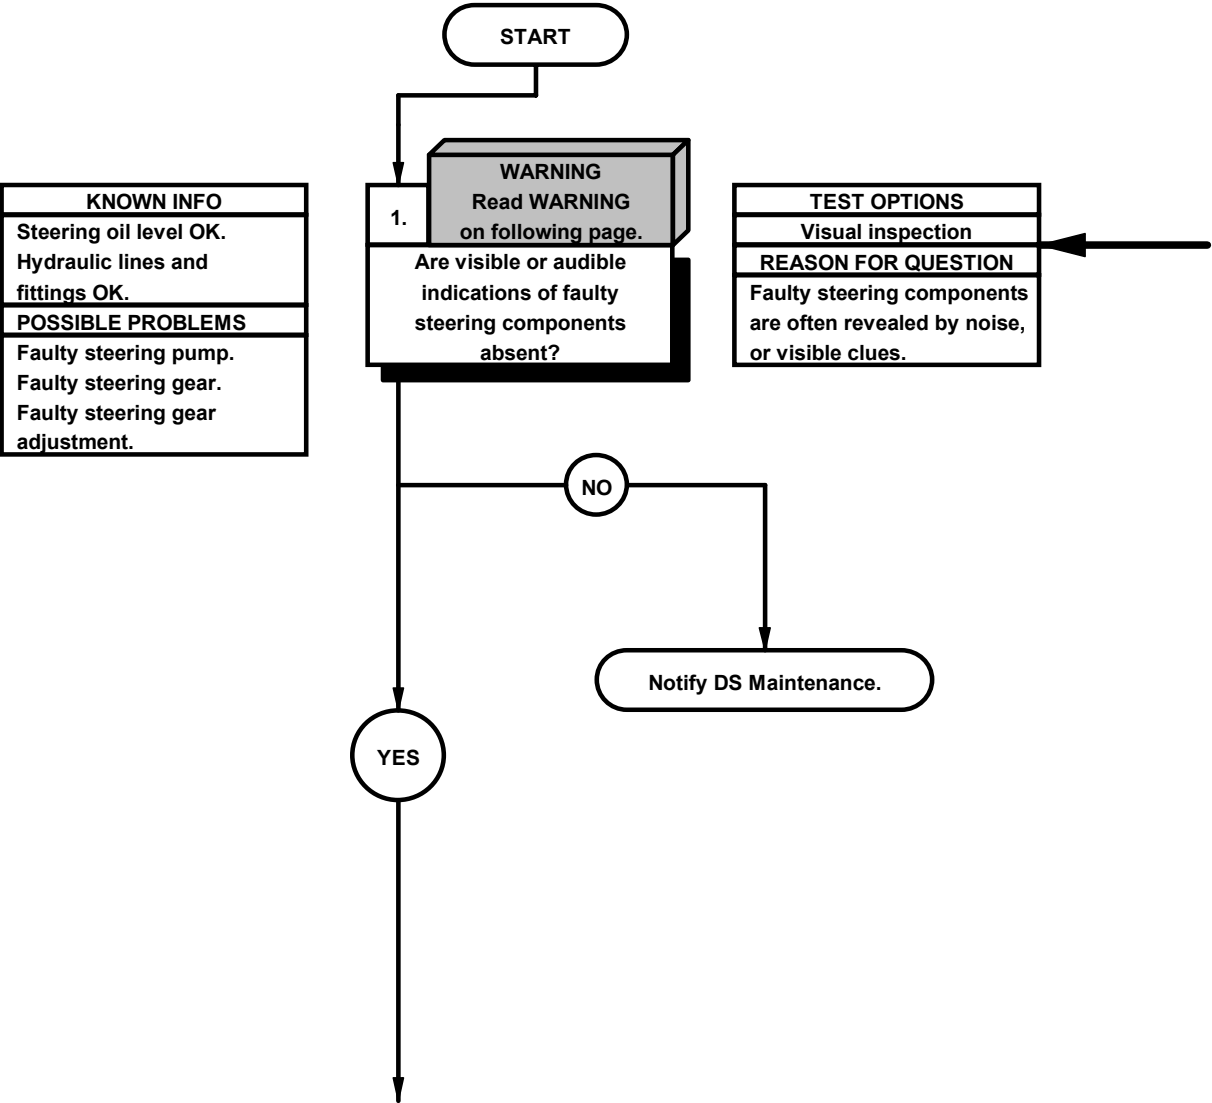 START
KNOWN INFO
Steering oil level OK.
Hydraulic lines and
fittings OK.
POSSIBLE PROBLEMS
Faulty steering pump.
Faulty steering gear.
Faulty steering gear
adjustment.
1.
WARNING
Read WARNING
on following page.
Are visible or audible
indications of faulty
steering components
absent?
TEST OPTIONS
Visual inspection
REASON FOR QUESTION
Faulty steering components
are often revealed by noise,
or visible clues.
NO
Notify DS Maintenance.
YES